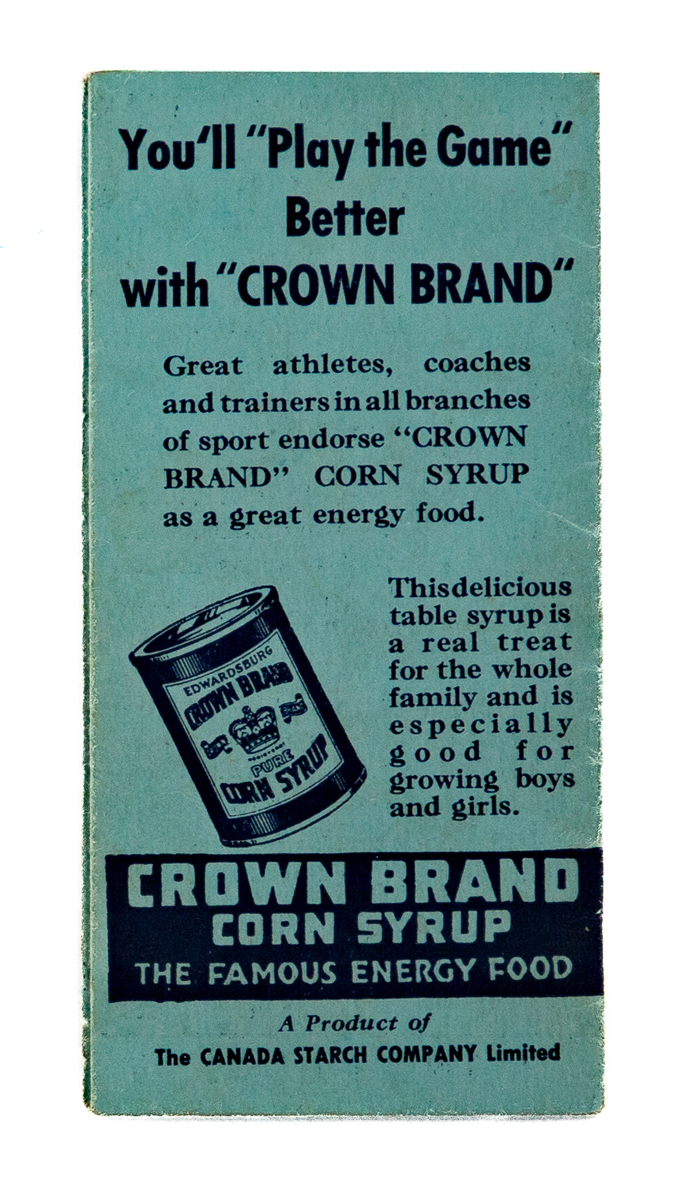 You'll "Play the Game"
Better
with "CROWN BRAND"
Great athletes, coaches
and trainers in all branches
of sport endorse "CROWN
BRAND" CORN SYRUP
as a great energy food.
This delicious
table syrup is
a real treat
for the whole
family and is
especially
good for
growing boys
and girls.
EDWARDSBURG
CROWN BRAND
PURE
CORN SYRUP
CROWN BRAND
CORN SYRUP
THE FAMOUS ENERGY FOOD
A Product of
The CANADA STARCH COMPANY Limited